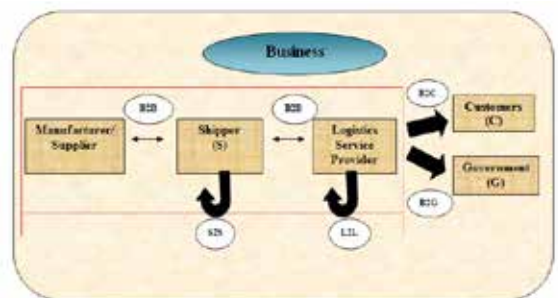 Business
B2C
B2B
B2B
Customers
(C)
Manufacturer/
Supplier
Shipper
(S)
Logistics
Service
Provider
Government
(G)
B2G
S2S
L2L